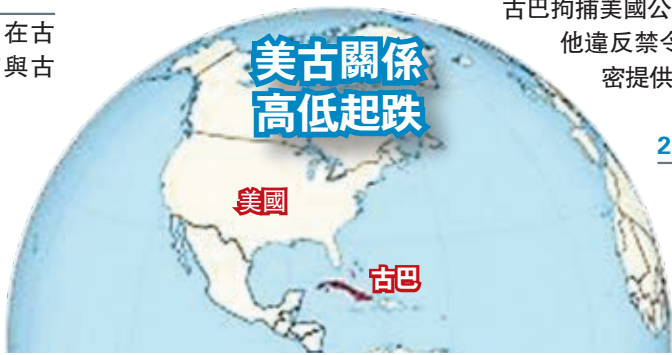 在古
與古
美古關係
高低起跌
美國
古巴
古巴拘捕美國公
他違反禁令
密提供
2